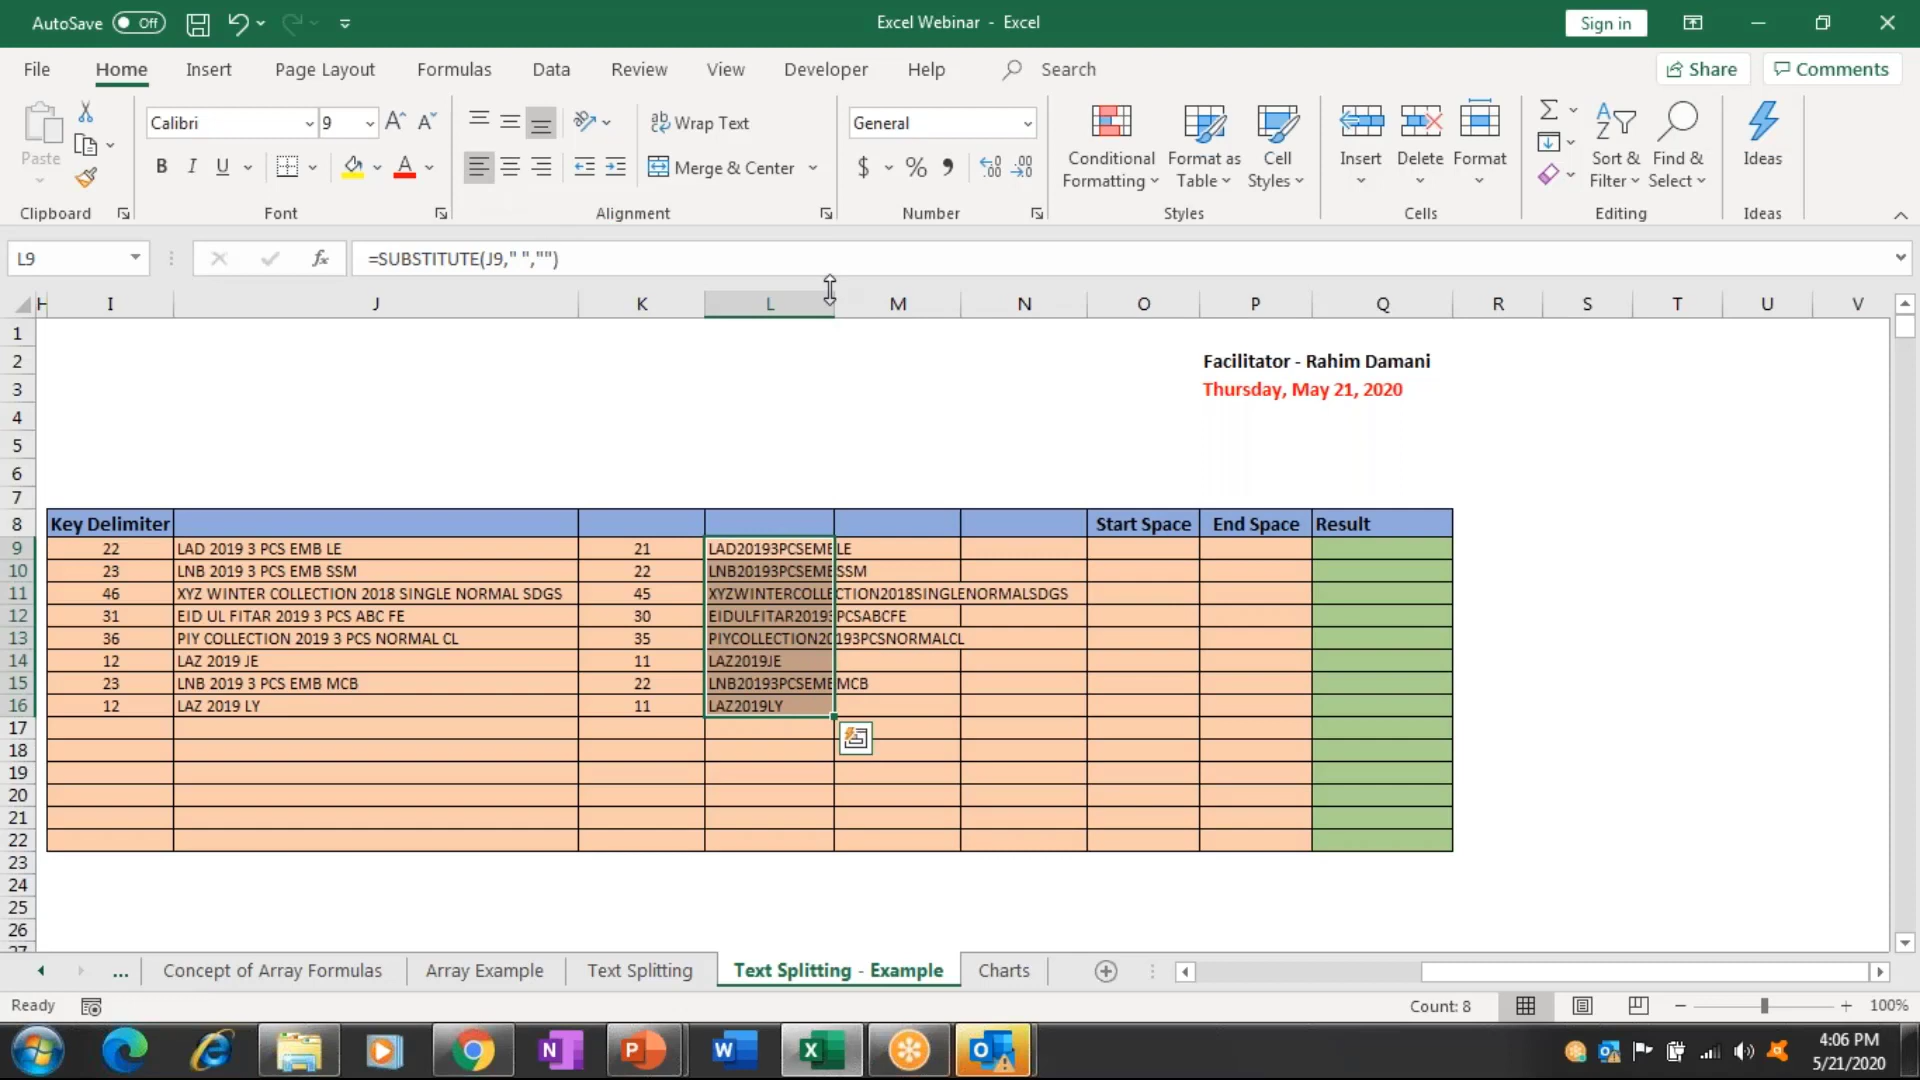 AutoSave Off
Excel Webinar - Excel
Sign in
File Home Insert Page Layout Formulas Data Review View Developer Help Search
Share Comments
Paste
Calibri 9
B I U
Wrap Text
Merge & Center
General
$ % ,
Conditional Formatting
Format as Table
Cell Styles
Insert
Delete
Format
Sort & Filter
Find & Select
Ideas
Clipboard Font Alignment Number Styles Cells Editing Ideas
L9 fx =SUBSTITUTE(J9," ","")
H I J K L M N O P Q R S T U V
1
2 Facilitator - Rahim Damani
3 Thursday, May 21, 2020
4
5
6
7
8 Key Delimiter Start Space End Space Result
9 22 LAD 2019 3 PCS EMB LE 21 LAD20193PCSEMBLE
10 23 LNB 2019 3 PCS EMB SSM 22 LNB20193PCSEMBSSM
11 46 XYZ WINTER COLLECTION 2018 SINGLE NORMAL SDGS 45 XYZWINTERCOLLECTION2018SINGLENORMALSDGS
12 31 EID UL FITAR 2019 3 PCS ABC FE 30 EIDULFITAR20193PCSABCFE
13 36 PIY COLLECTION 2019 3 PCS NORMAL CL 35 PIYCOLLECTION20193PCSNORMALCL
14 12 LAZ 2019 JE 11 LAZ2019JE
15 23 LNB 2019 3 PCS EMB MCB 22 LNB20193PCSEMBMCB
16 12 LAZ 2019 LY 11 LAZ2019LY
17
18
19
20
21
22
23
24
25
26
27
... Concept of Array Formulas Array Example Text Splitting Text Splitting - Example Charts
Ready Count: 8 100%
4:06 PM
5/21/2020